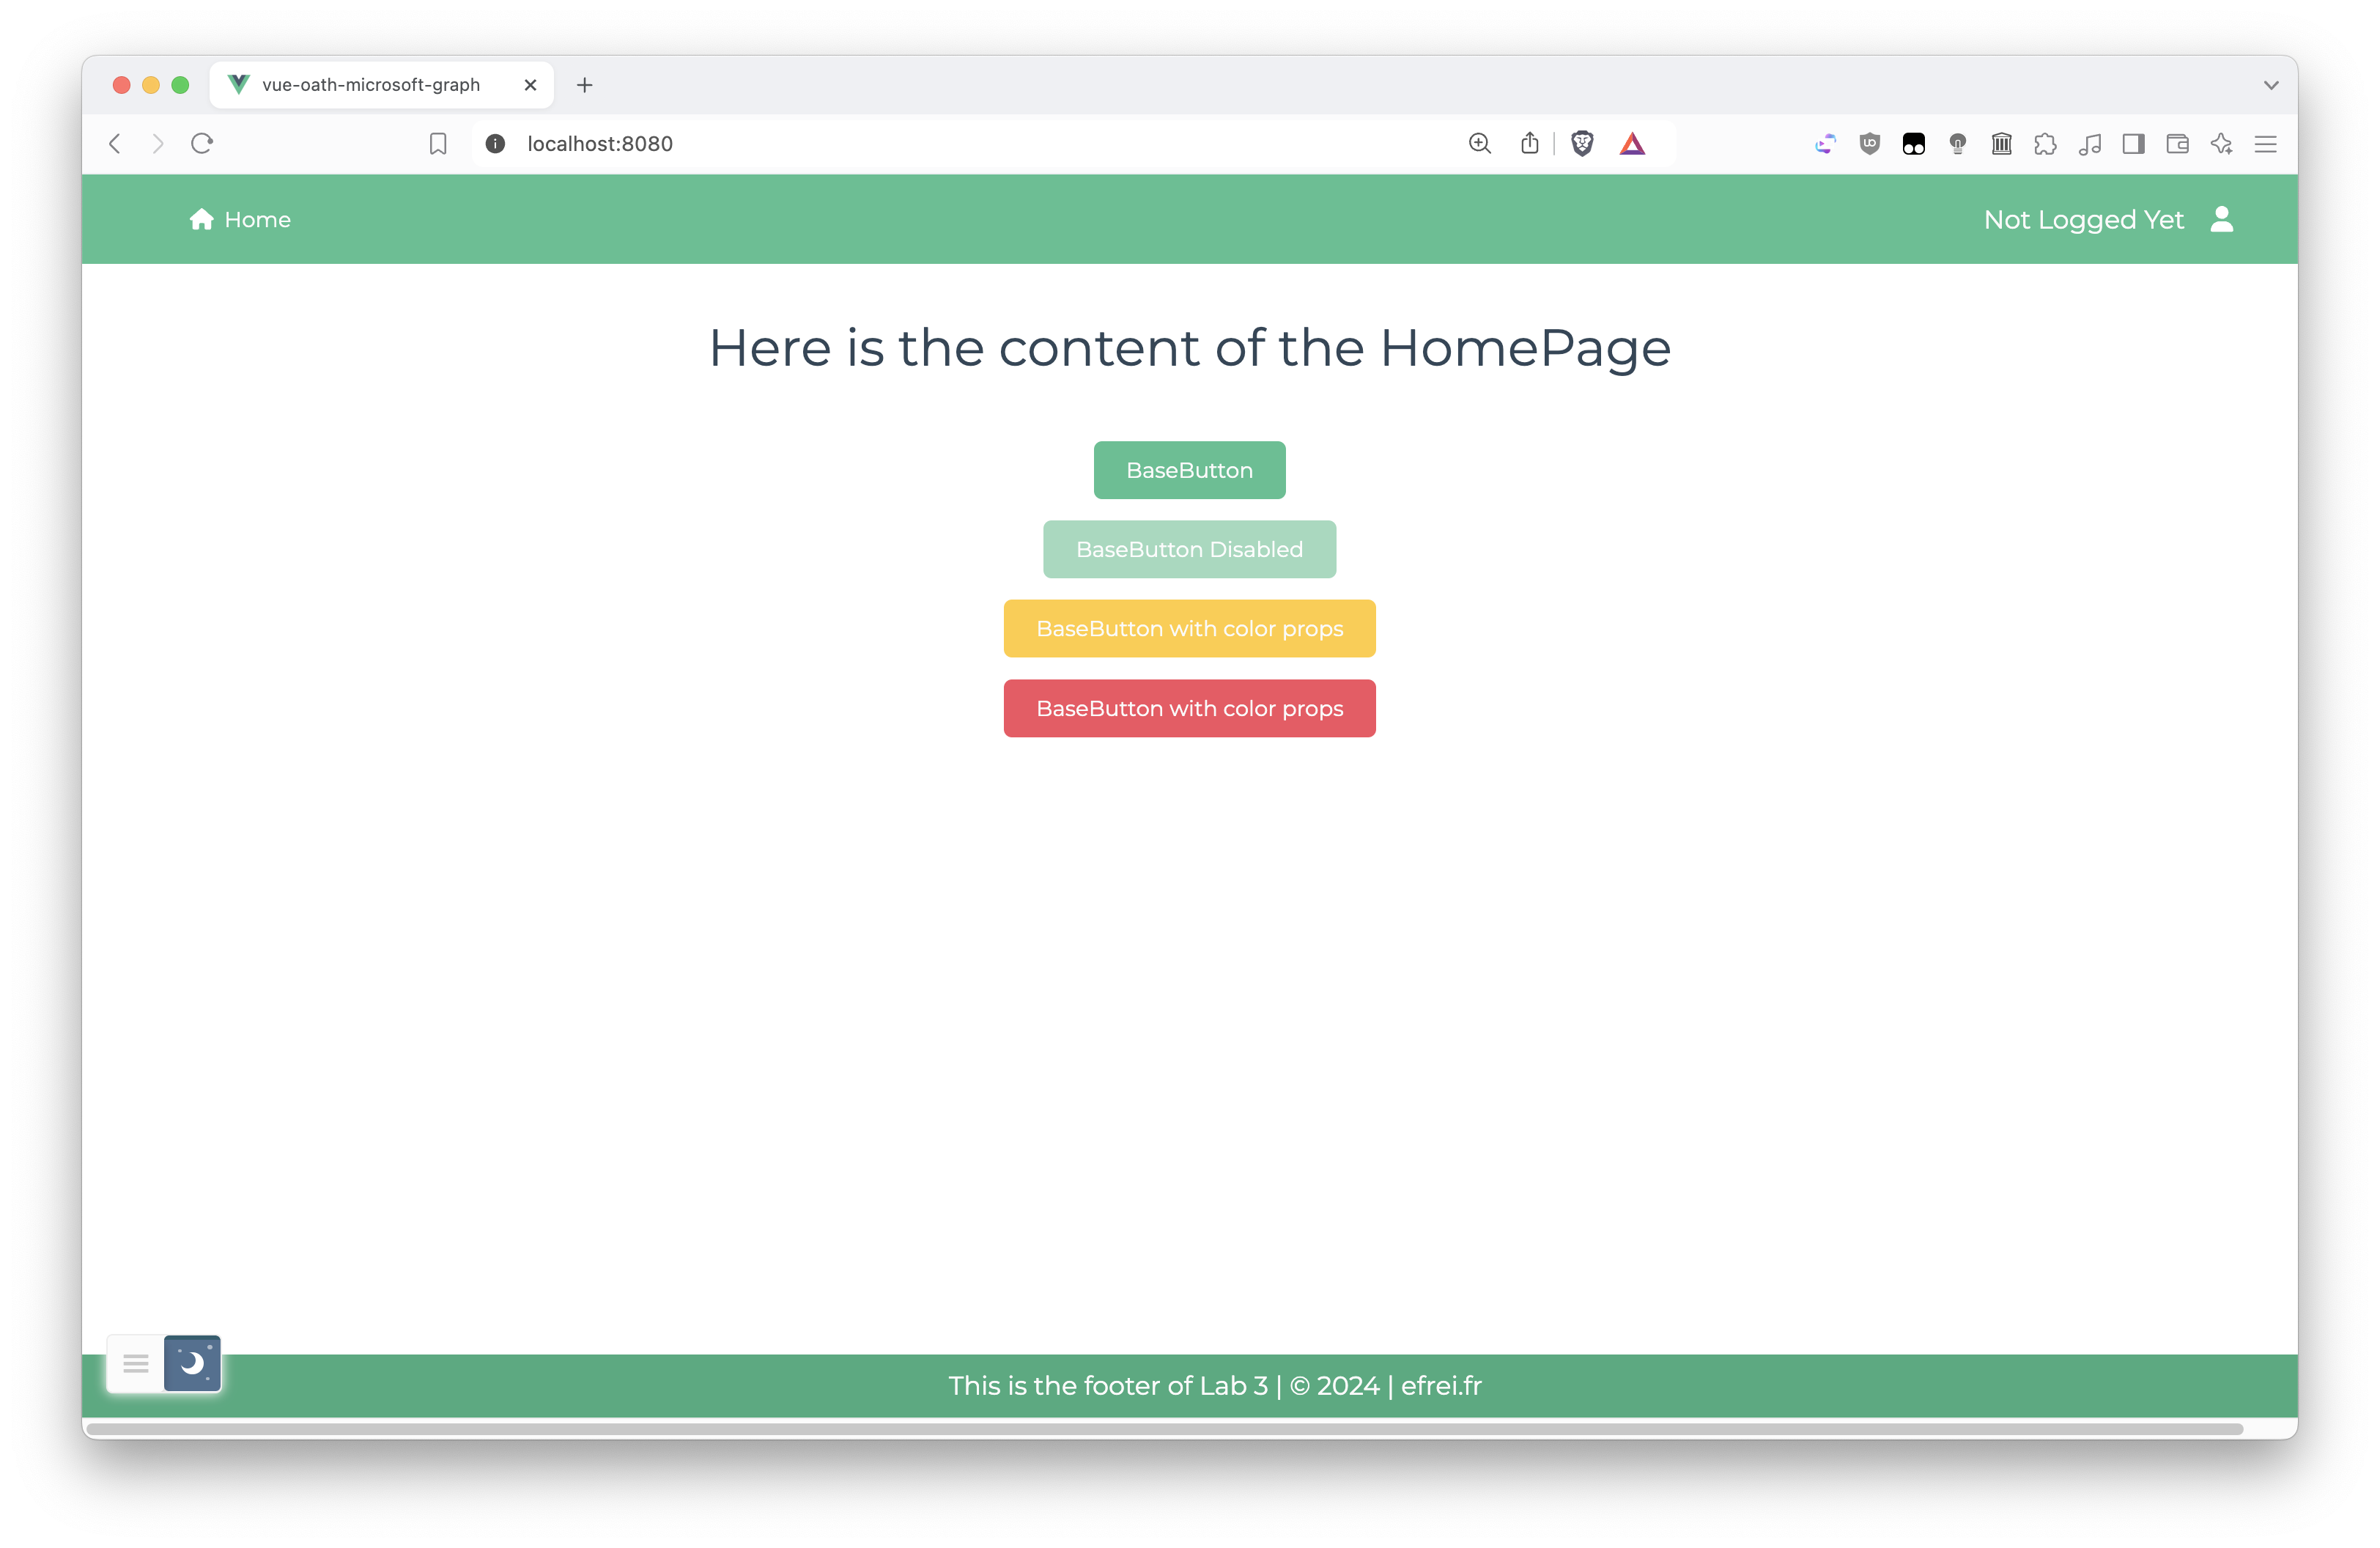 vue-oath-microsoft-graph
localhost:8080
Home
Not Logged Yet
Here is the content of the HomePage
BaseButton
BaseButton Disabled
BaseButton with color props
BaseButton with color props
This is the footer of Lab 3 | © 2024 | efrei.fr